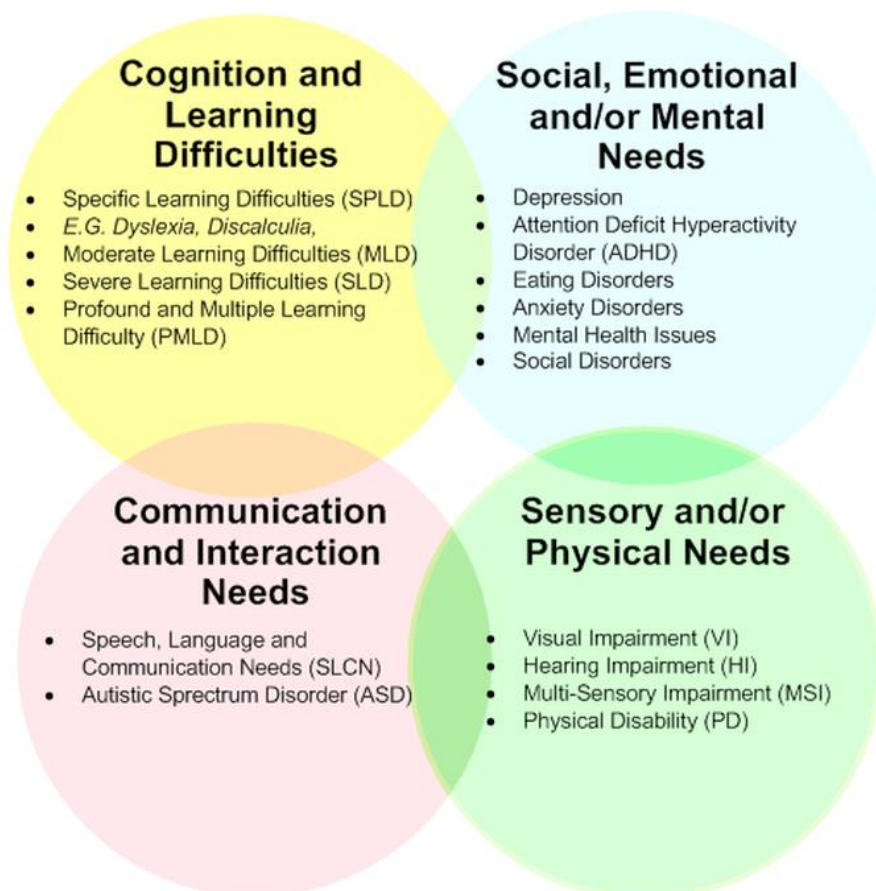 Cognition and
Learning
Difficulties
• Specific Learning Difficulties (SPLD)
• E.G. Dyslexia, Discalculia,
• Moderate Learning Difficulties (MLD)
• Severe Learning Difficulties (SLD)
• Profound and Multiple Learning
Difficulty (PMLD)
Social, Emotional
and/or Mental
Needs
• Depression
• Attention Deficit Hyperactivity
Disorder (ADHD)
• Eating Disorders
• Anxiety Disorders
• Mental Health Issues
• Social Disorders
Communication
and Interaction
Needs
• Speech, Language and
Communication Needs (SLCN)
• Autistic Sprectrum Disorder (ASD)
Sensory and/or
Physical Needs
• Visual Impairment (VI)
• Hearing Impairment (HI)
• Multi-Sensory Impairment (MSI)
• Physical Disability (PD)